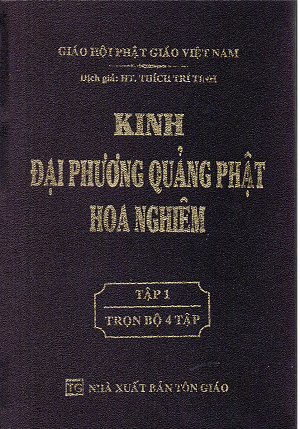 GIÁO HỘI PHẬT GIÁO VIỆT NAM
Dịch giả: HT. THÍCH TRÍ TỊNH
KINH
ĐẠI PHƯƠNG QUẢNG PHẬT
HOA NGHIÊM
TẬP 1
TRỌN BỘ 4 TẬP
TG NHÀ XUẤT BẢN TÔN GIÁO